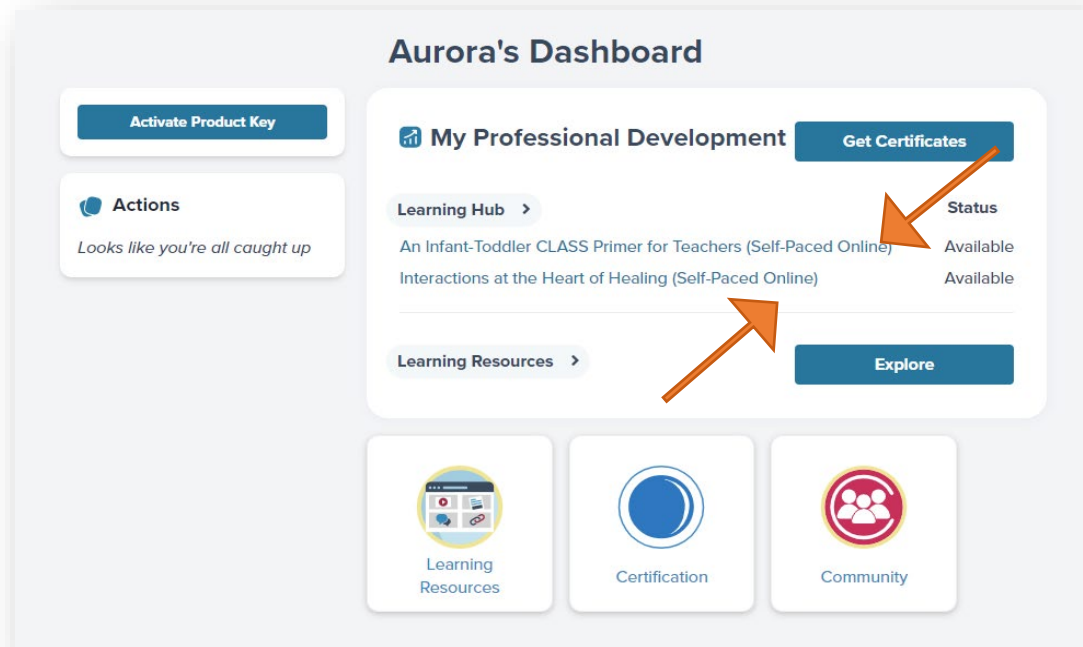 Aurora's Dashboard
Activate Product Key
Actions
Looks like you're all caught up
My Professional Development
Get Certificates
Learning Hub >
Status
An Infant-Toddler CLASS Primer for Teachers (Self-Paced Online)
Available
Interactions at the Heart of Healing (Self-Paced Online)
Available
Learning Resources >
Explore
Learning
Resources
Certification
Community